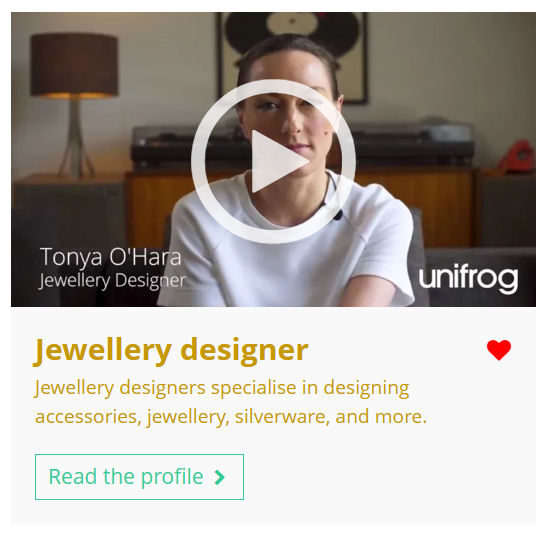 Tonya O'Hara
Jewellery Designer
unifrog
Jewellery designer
Jewellery designers specialise in designing
accessories, jewellery, silverware, and more.
Read the profile